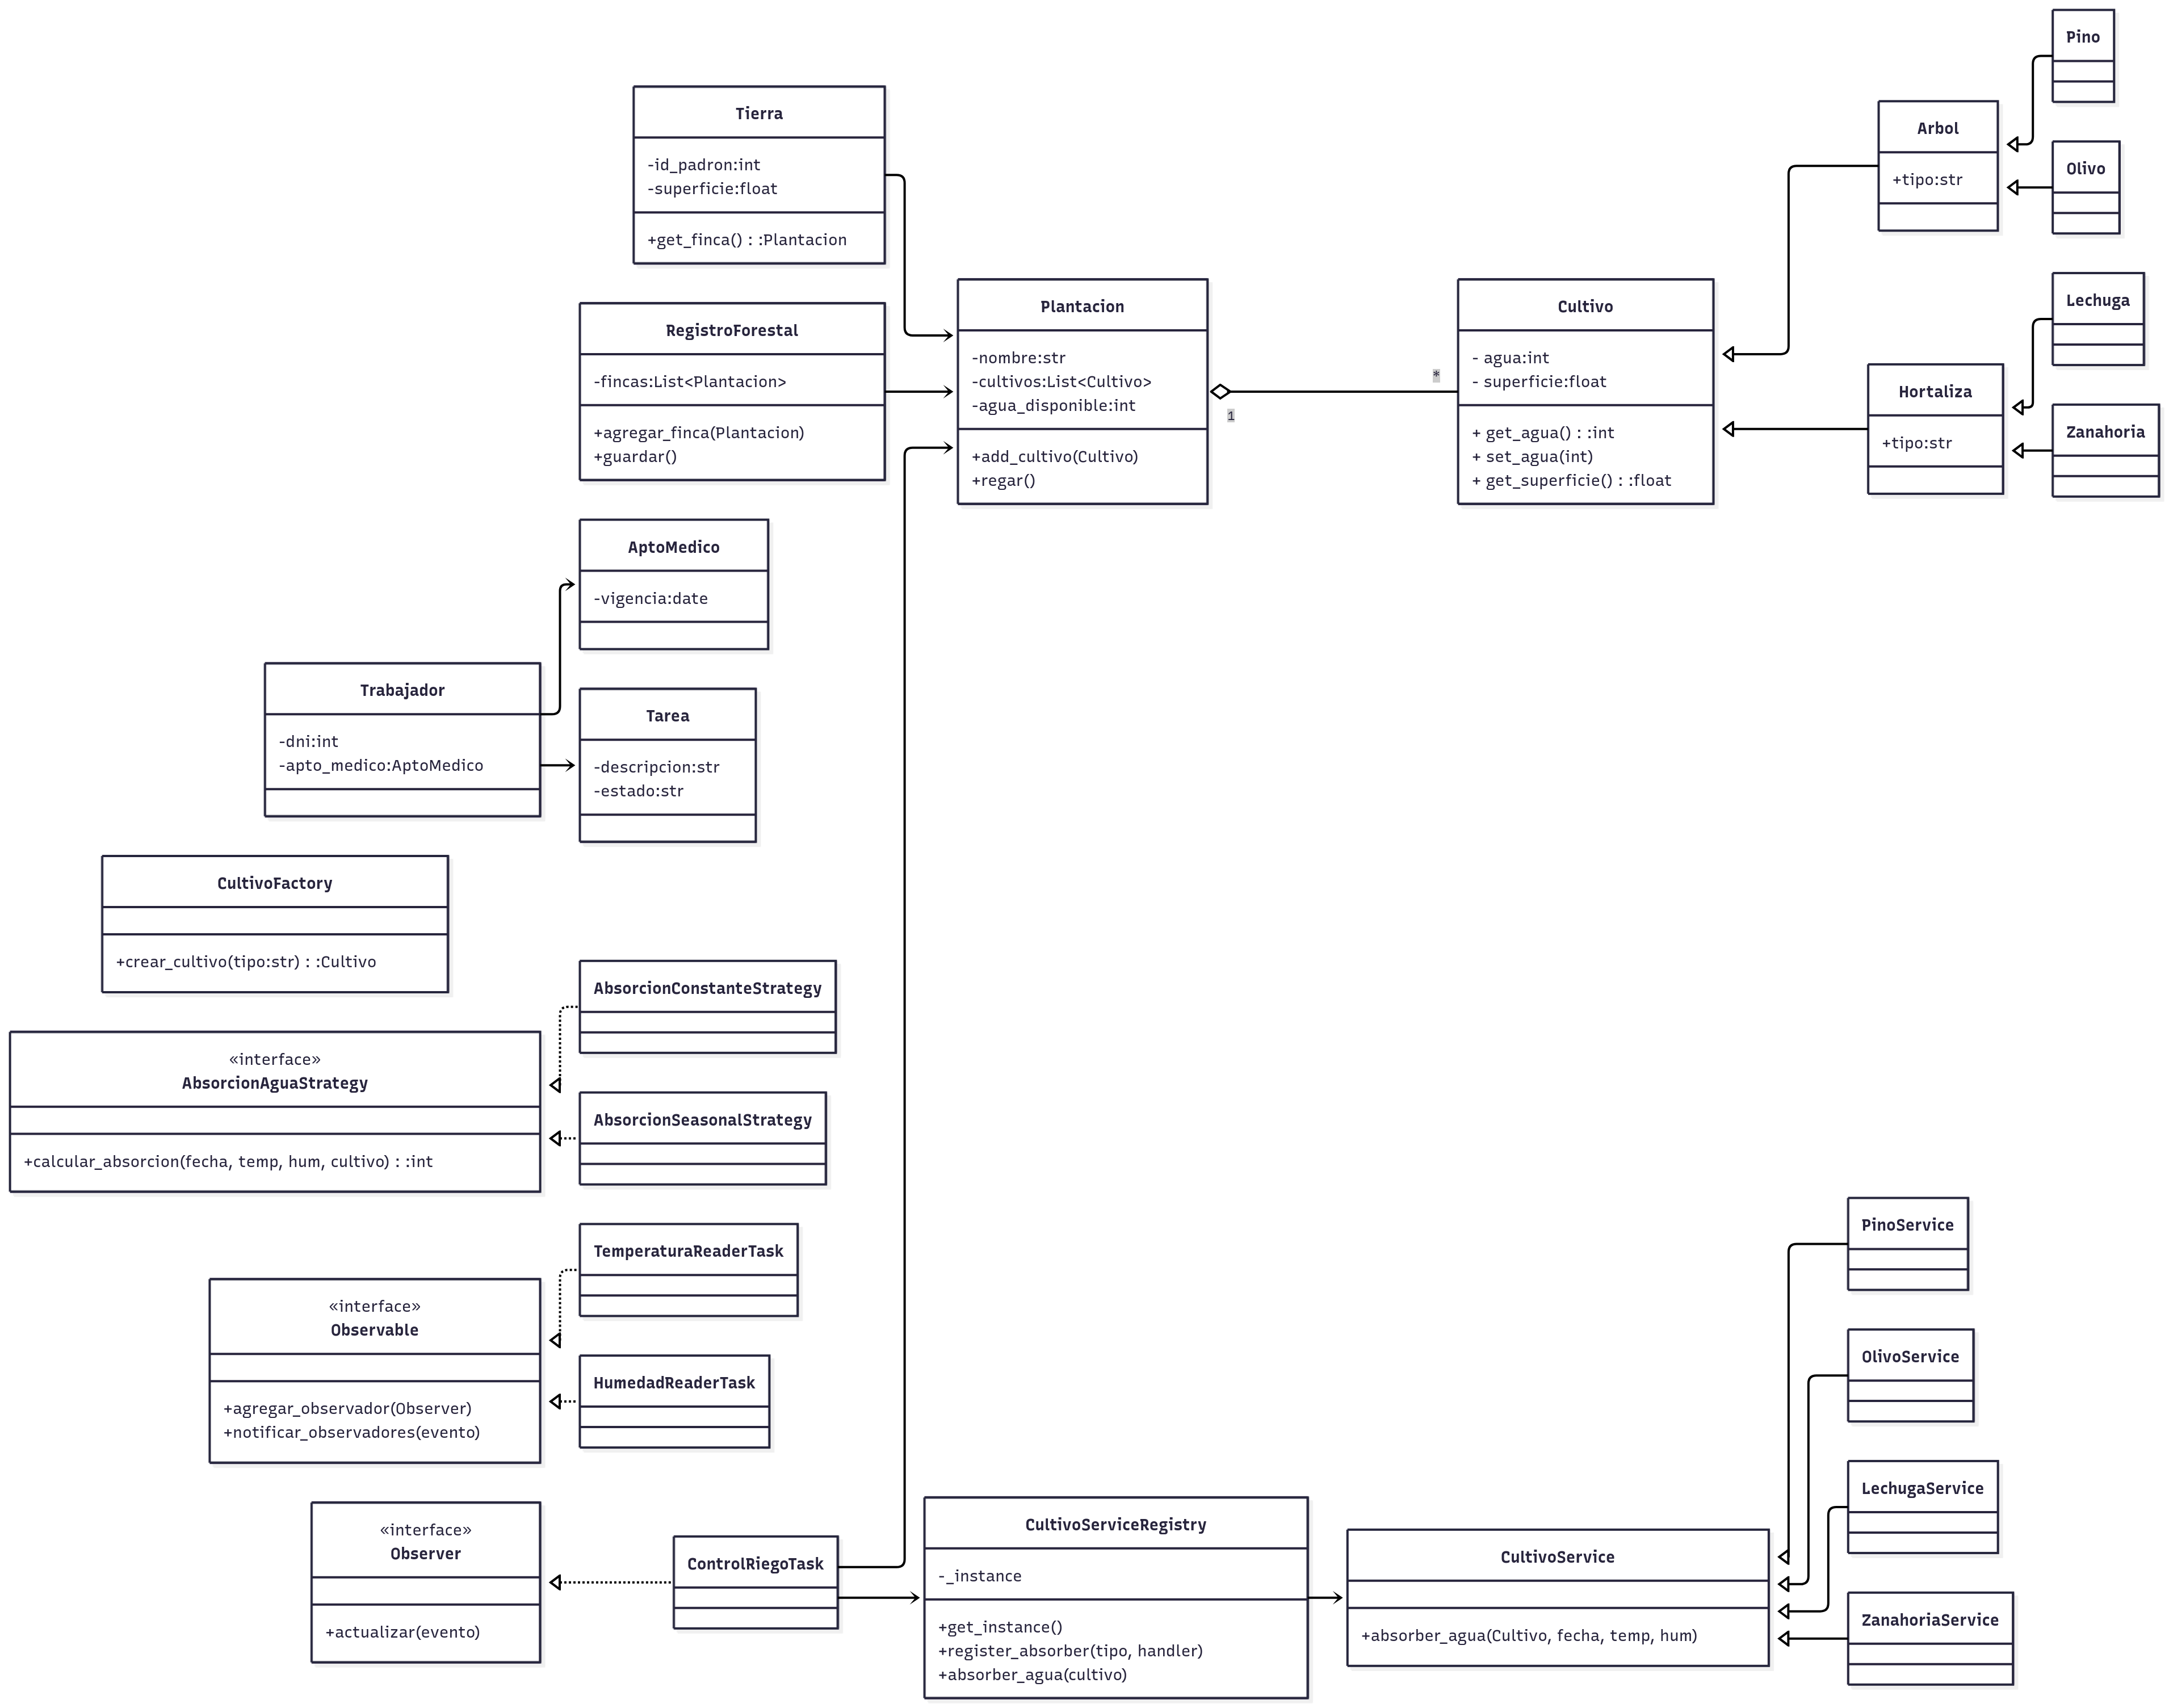 Pino
Tierra
-id_padron:int
-superficie:float
+get_finca() : :Plantacion
Arbol
+tipo:str
Olivo
RegistroForestal
-fincas:List<Plantacion>
+agregar_finca(Plantacion)
+guardar()
Plantacion
-nombre:str
-cultivos:List<Cultivo>
-agua_disponible:int
+add_cultivo(Cultivo)
+regar()
1
*
Cultivo
- agua:int
- superficie:float
+ get_agua() : :int
+ set_agua(int)
+ get_superficie() : :float
Lechuga
Hortaliza
+tipo:str
Zanahoria
AptoMedico
-vigencia:date
Trabajador
-dni:int
-apto_medico:AptoMedico
Tarea
-descripcion:str
-estado:str
CultivoFactory
+crear_cultivo(tipo:str) : :Cultivo
AbsorcionConstanteStrategy
«interface»
AbsorcionAguaStrategy
+calcular_absorcion(fecha, temp, hum, cultivo) : :int
AbsorcionSeasonalStrategy
TemperaturaReaderTask
«interface»
Observable
+agregar_observador(Observer)
+notificar_observadores(evento)
HumedadReaderTask
«interface»
Observer
+actualizar(evento)
ControlRiegoTask
CultivoServiceRegistry
-_instance
+get_instance()
+register_absorber(tipo, handler)
+absorber_agua(cultivo)
CultivoService
+absorber_agua(Cultivo, fecha, temp, hum)
PinoService
OlivoService
LechugaService
ZanahoriaService